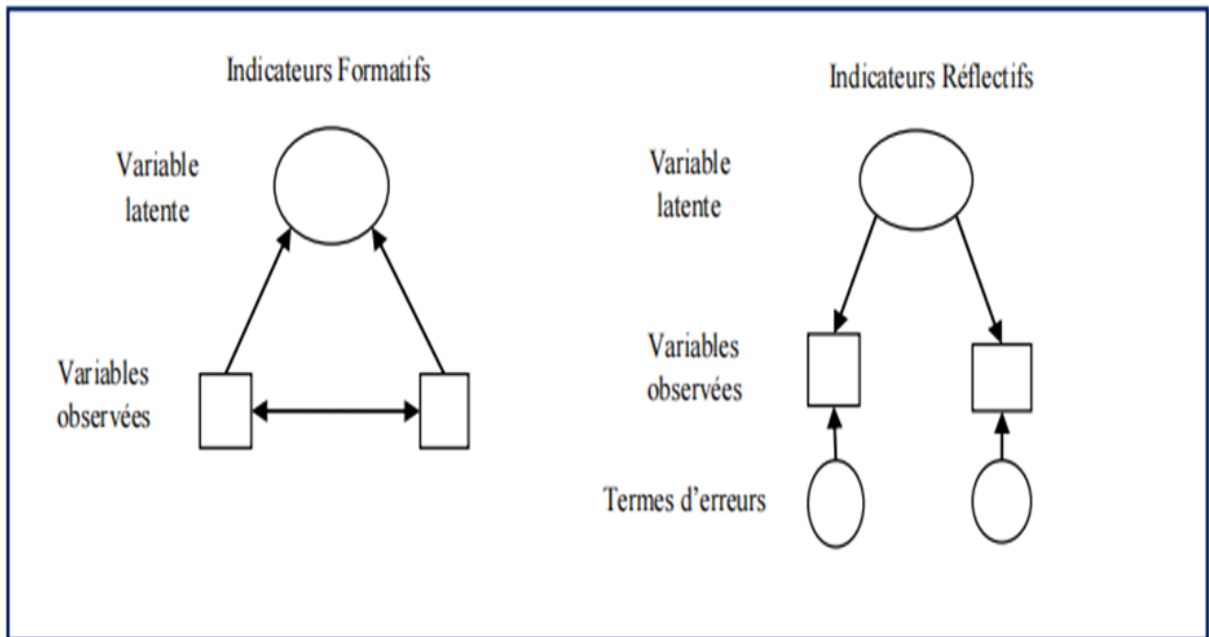 Indicateurs Formatifs
Variable
latente
Variables
observées
Indicateurs Réflectifs
Variable
latente
Variables
observées
Termes d'erreurs